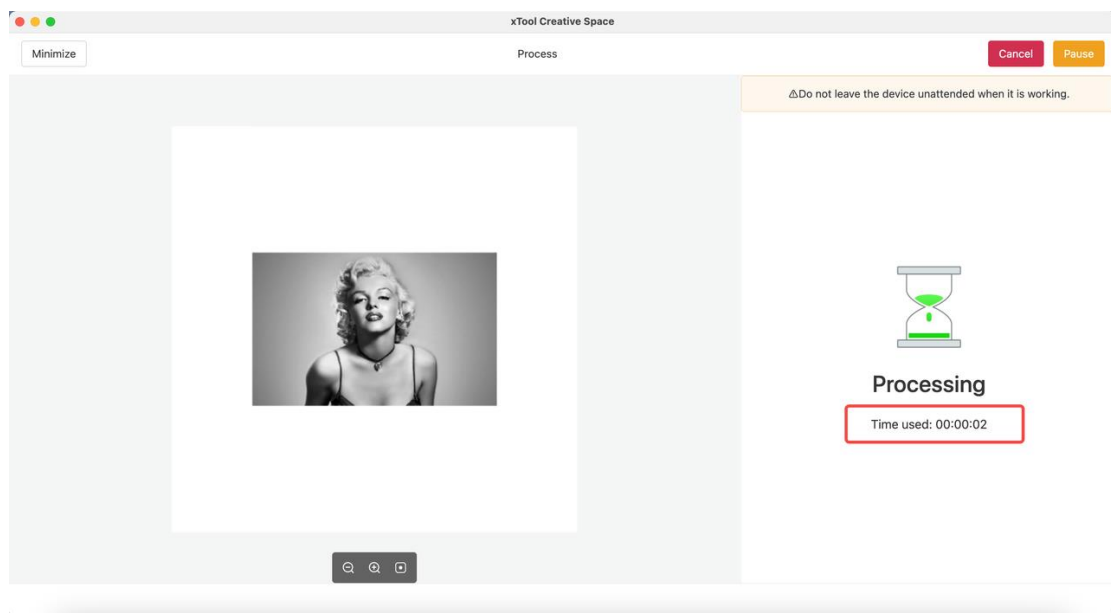 xTool Creative Space
Minimize
Process
Cancel
Pause
⚠Do not leave the device unattended when it is working.
Processing
Time used: 00:00:02